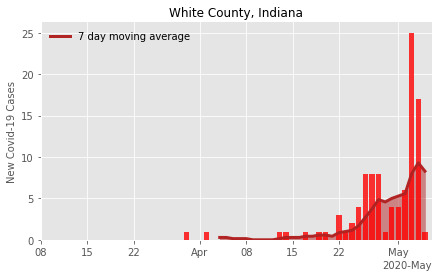 White County, Indiana
7 day moving average
New Covid-19 Cases
25
20
15
10
5
0
08 15 22 Apr 08 15 22 May
2020-May